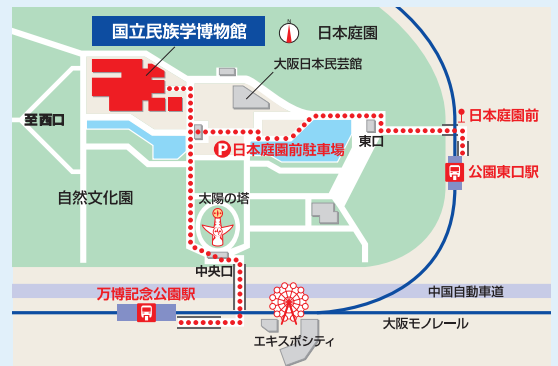 国立民族学博物館
N
日本庭園
大阪日本民芸館
至西口
日本庭園前
東口
P 日本庭園前駐車場
公園東口駅
自然文化園
太陽の塔
中央口
万博記念公園駅
中国自動車道
大阪モノレール
エキスポシティ